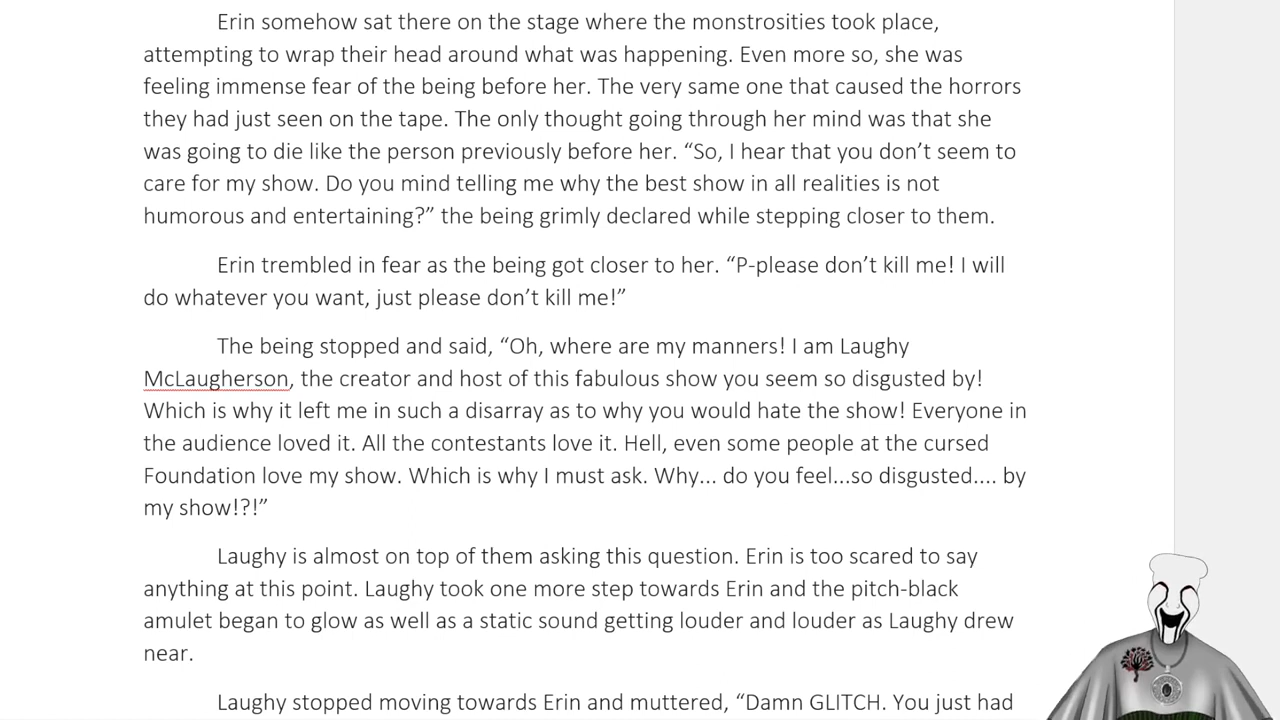 Erin somehow sat there on the stage where the monstrosities took place,
attempting to wrap their head around what was happening. Even more so, she was
feeling immense fear of the being before her. The very same one that caused the horrors
they had just seen on the tape. The only thought going through her mind was that she
was going to die like the person previously before her. “So, I hear that you don’t seem to
care for my show. Do you mind telling me why the best show in all realities is not
humorous and entertaining?” the being grimly declared while stepping closer to them.
Erin trembled in fear as the being got closer to her. “P-please don’t kill me! I will
do whatever you want, just please don’t kill me!”
The being stopped and said, “Oh, where are my manners! I am Laughy
McLaugherson, the creator and host of this fabulous show you seem so disgusted by!
Which is why it left me in such a disarray as to why you would hate the show! Everyone in
the audience loved it. All the contestants love it. Hell, even some people at the cursed
Foundation love my show. Which is why I must ask. Why... do you feel...so disgusted.... by
my show!?!”
Laughy is almost on top of them asking this question. Erin is too scared to say
anything at this point. Laughy took one more step towards Erin and the pitch-black
amulet began to glow as well as a static sound getting louder and louder as Laughy drew
near.
Laughy stopped moving towards Erin and muttered, “Damn GLITCH. You just had